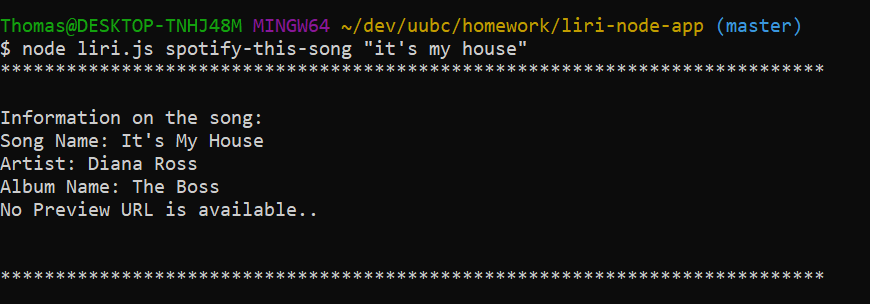 Thomas@DESKTOP-TNHJ48M MINGW64 ~/dev/uubc/homework/liri-node-app (master)
$ node liri.js spotify-this-song "it's my house"
***************************************************************************
Information on the song:
Song Name: It's My House
Artist: Diana Ross
Album Name: The Boss
No Preview URL is available..
***************************************************************************